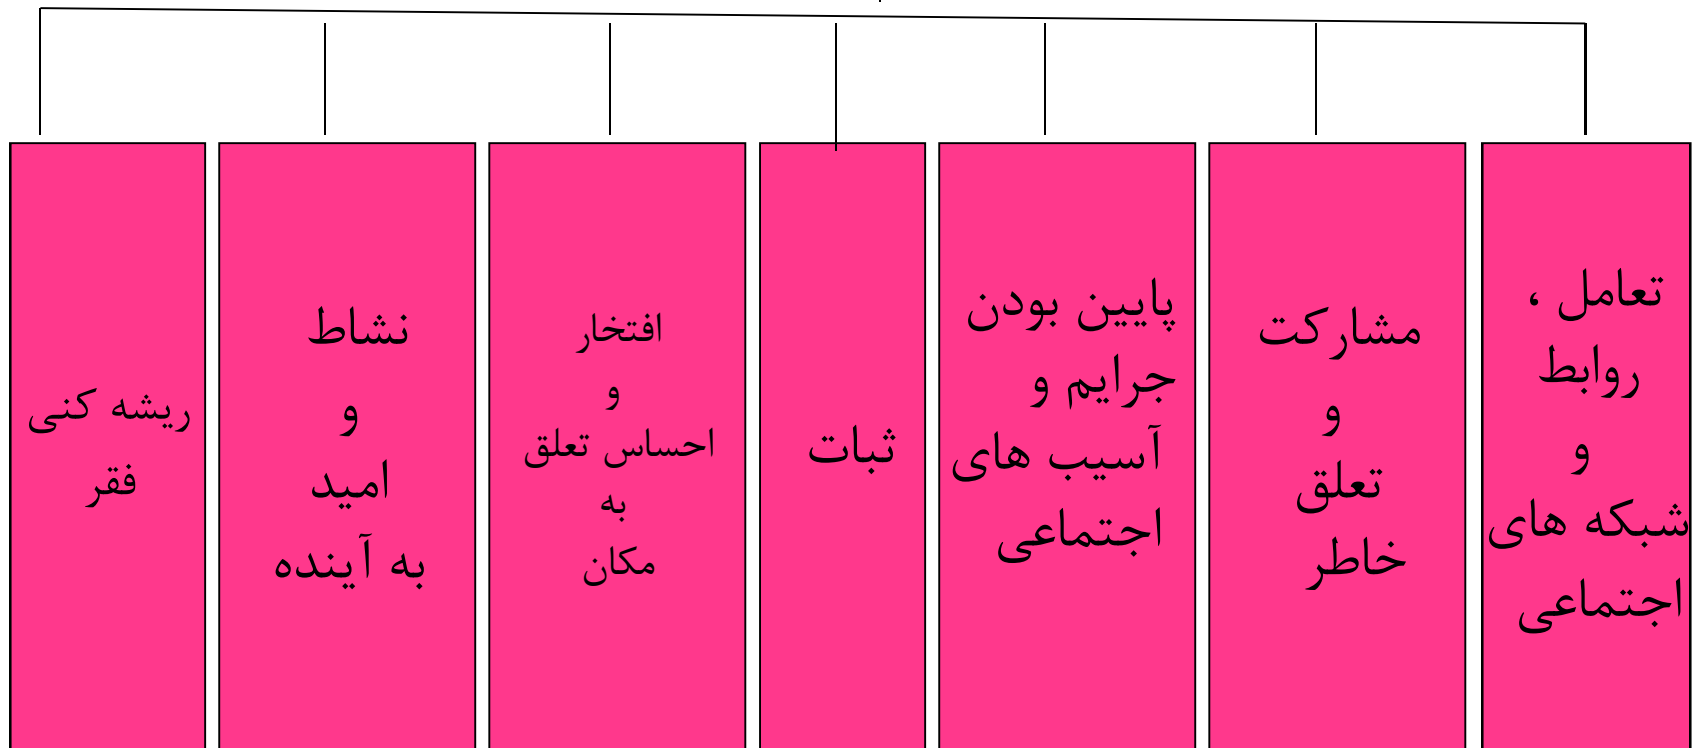 تعامل ،
روابط
و
شبکه های
اجتماعی
مشارکت
و
تعلق
خاطر
پایین بودن
جرایم و
آسیب های
اجتماعی
ثبات
افتخار
و
احساس تعلق
به
مکان
نشاط
و
امید
به آینده
ریشه کنی
فقر